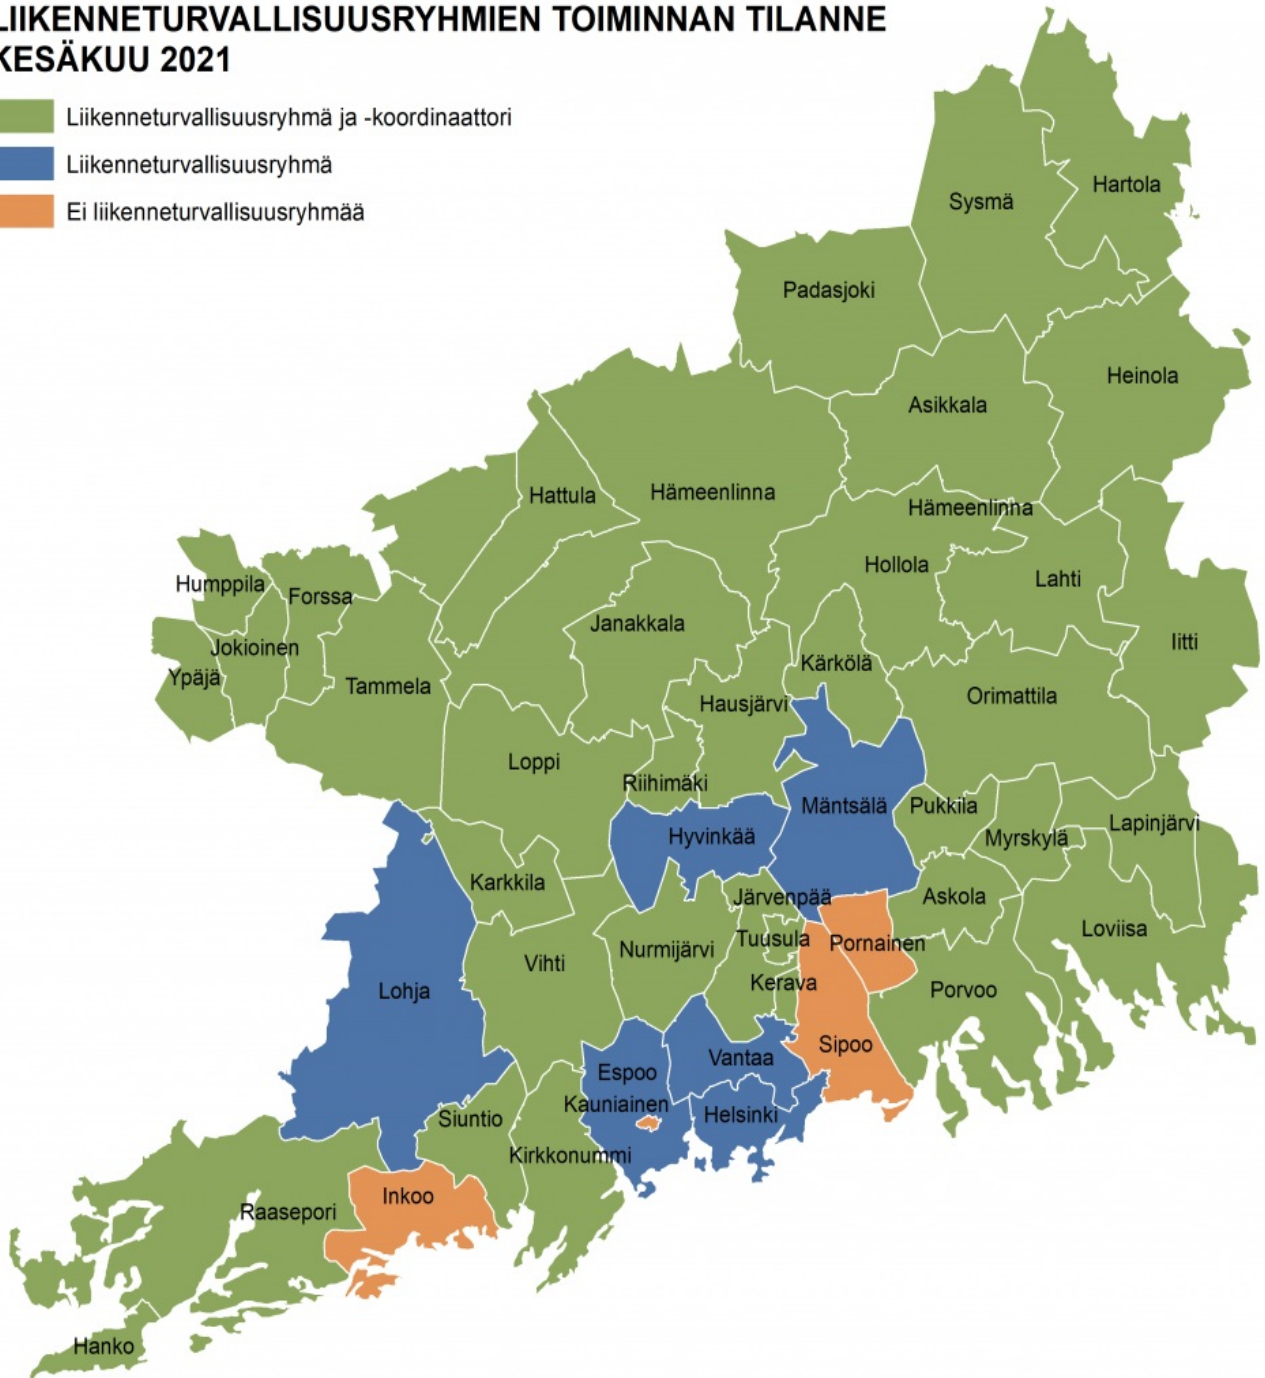 LIIKENNETURVALLISUUSRYHMIEN TOIMINNAN TILANNE
KESÄKUU 2021
Liikenneturvallisuusryhmä ja -koordinaattori
Liikenneturvallisuusryhmä
Ei liikenneturvallisuusryhmää
Hartola
Sysmä
Padasjoki
Heinola
Asikkala
Hämeenlinna
Hattula
Hämeenlinna
Hollola
Lahti
Humppila
Forssa
Janakkala
Iitti
Jokioinen
Kärkölä
Ypäjä
Tammela
Orimattila
Hausjärvi
Loppi
Riihimäki
Mäntsälä
Pukkila
Lapinjärvi
Hyvinkää
Myrskylä
Karkkila
Järvenpää
Askola
Loviisa
Tuusula
Pornainen
Nurmijärvi
Vihti
Kerava
Porvoo
Lohja
Sipoo
Vantaa
Espoo
Kauniainen
Helsinki
Siuntio
Kirkkonummi
Inkoo
Raasepori
Hanko